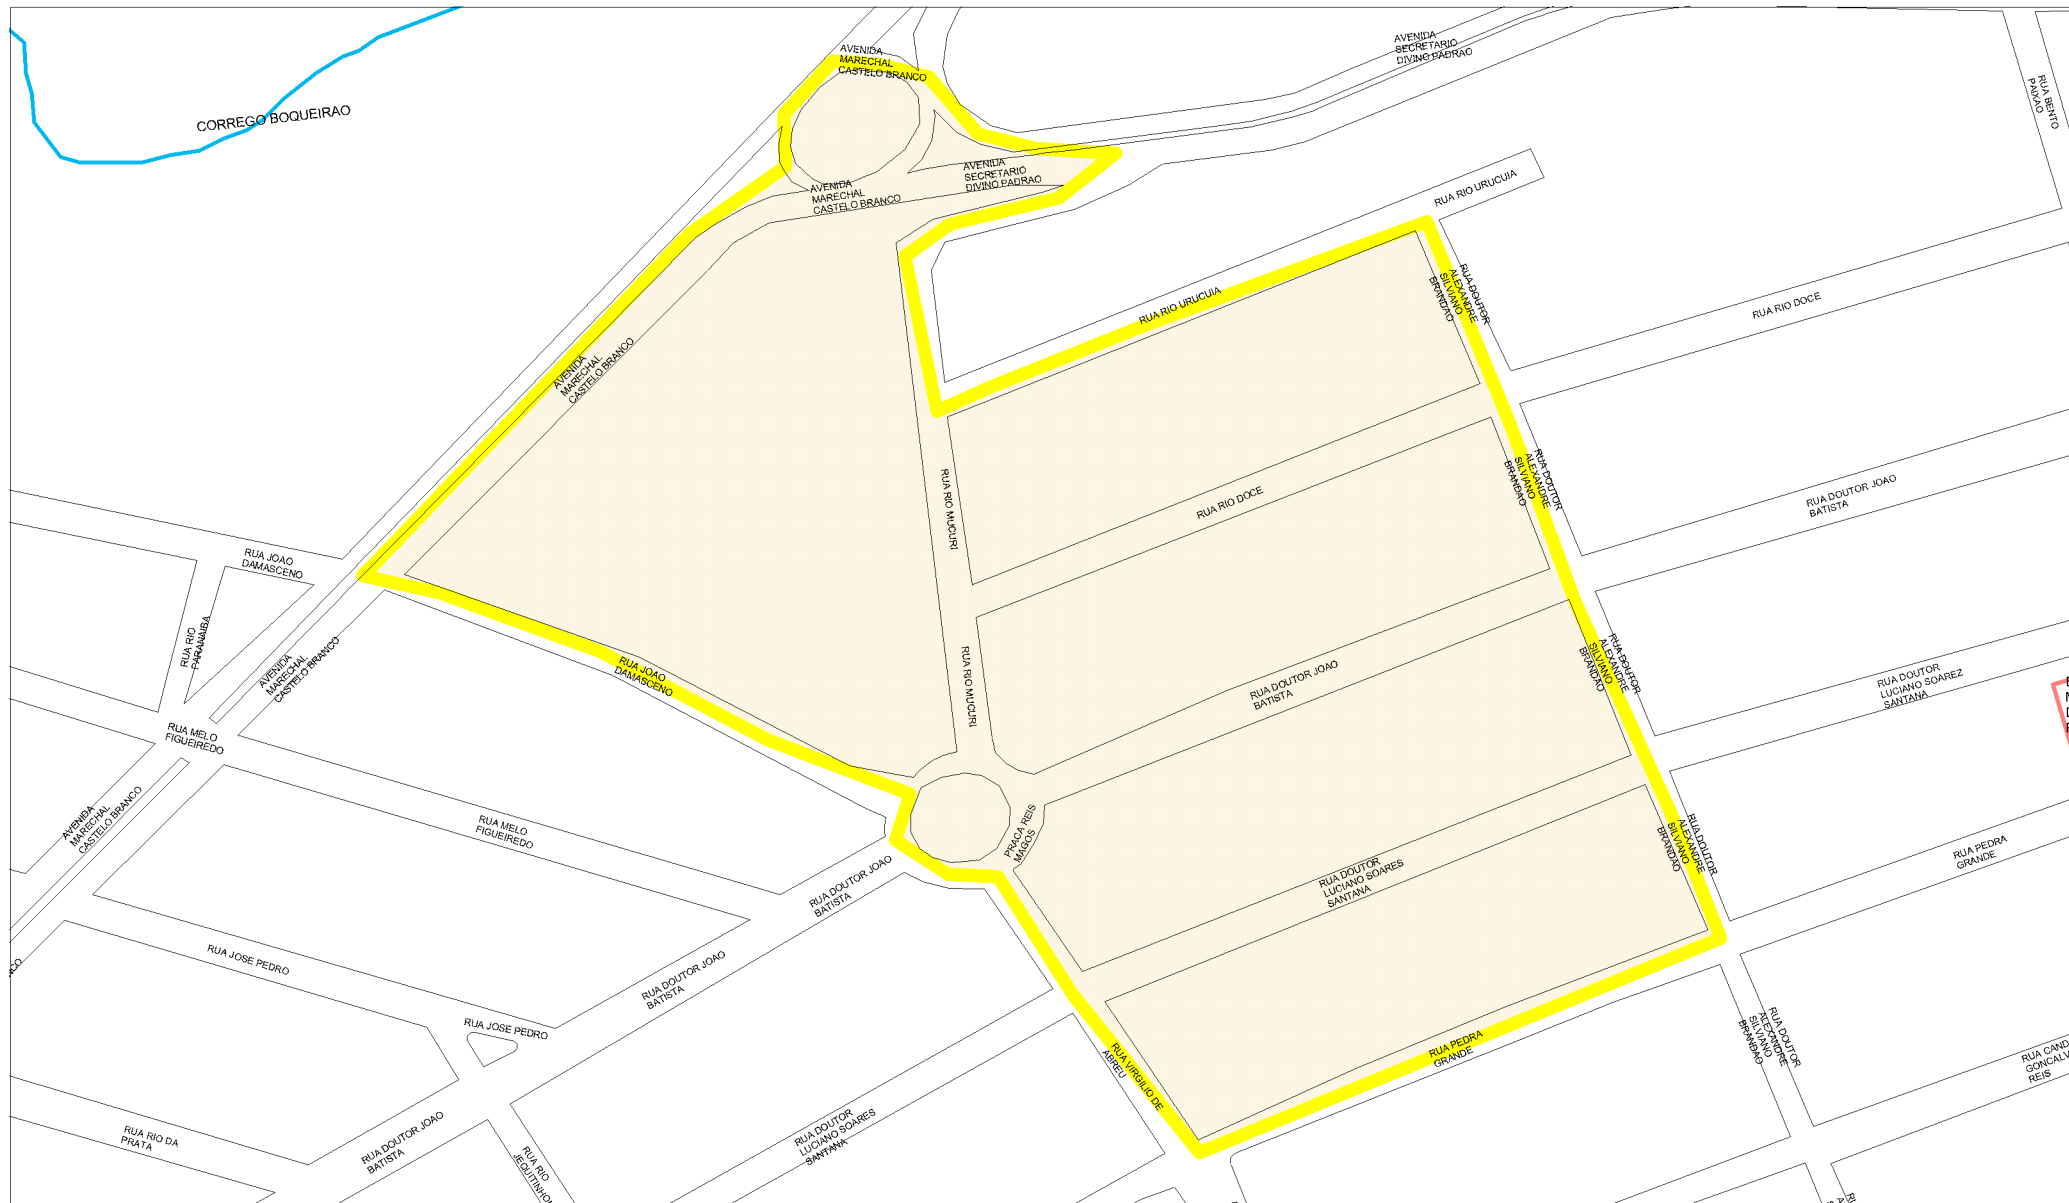 AVENIDA
MARECHAL
CASTELO BRANCO
AVENIDA
SECRETARIO
DIVINO PADRAO
RUA BENTO
PAIXAO
CORREGO BOQUEIRAO
AVENIDA
SECRETARIO
DIVINO PADRAO
AVENIDA
MARECHAL
CASTELO BRANCO
RUA RIO URUCUIA
RUA DOUTOR
ALEXANDRE
SILVIANO
BRANDAO
RUA RIO URUCUIA
RUA RIO DOCE
AVENIDA
MARECHAL
CASTELO BRANCO
RUA RIO MUCURI
RUA RIO DOCE
RUA DOUTOR
ALEXANDRE
SILVIANO
BRANDAO
RUA DOUTOR JOAO
BATISTA
RUA JOAO
DAMASCENO
RUA RIO
PARANAIBA
AVENIDA
MARECHAL
CASTELO BRANCO
RUA JOAO
DAMASCENO
RUA RIO MUCURI
RUA DOUTOR JOAO
BATISTA
RUA DOUTOR
ALEXANDRE
SILVIANO
BRANDAO
RUA DOUTOR
LUCIANO SOAREZ
SANTANA
RUA MELO
FIGUEIREDO
AVENIDA
MARECHAL
CASTELO BRANCO
RUA MELO
FIGUEIREDO
PRACA REIS
MAGOS
RUA DOUTOR
LUCIANO SOARES
SANTANA
RUA DOUTOR
ALEXANDRE
SILVIANO
BRANDAO
RUA PEDRA
GRANDE
RUA DOUTOR JOAO
BATISTA
RUA JOSE PEDRO
RUA DOUTOR JOAO
BATISTA
RUA JOSE PEDRO
RUA VIRGILIO DE
ABREU
RUA PEDRA
GRANDE
RUA DOUTOR
ALEXANDRE
SILVIANO
BRANDAO
RUA CAND
GONCALV
REIS
RUA RIO DA
PRATA
RUA DOUTOR JOAO
BATISTA
RUA RIO
JEQUITINHON
RUA DOUTOR
LUCIANO SOARES
SANTANA